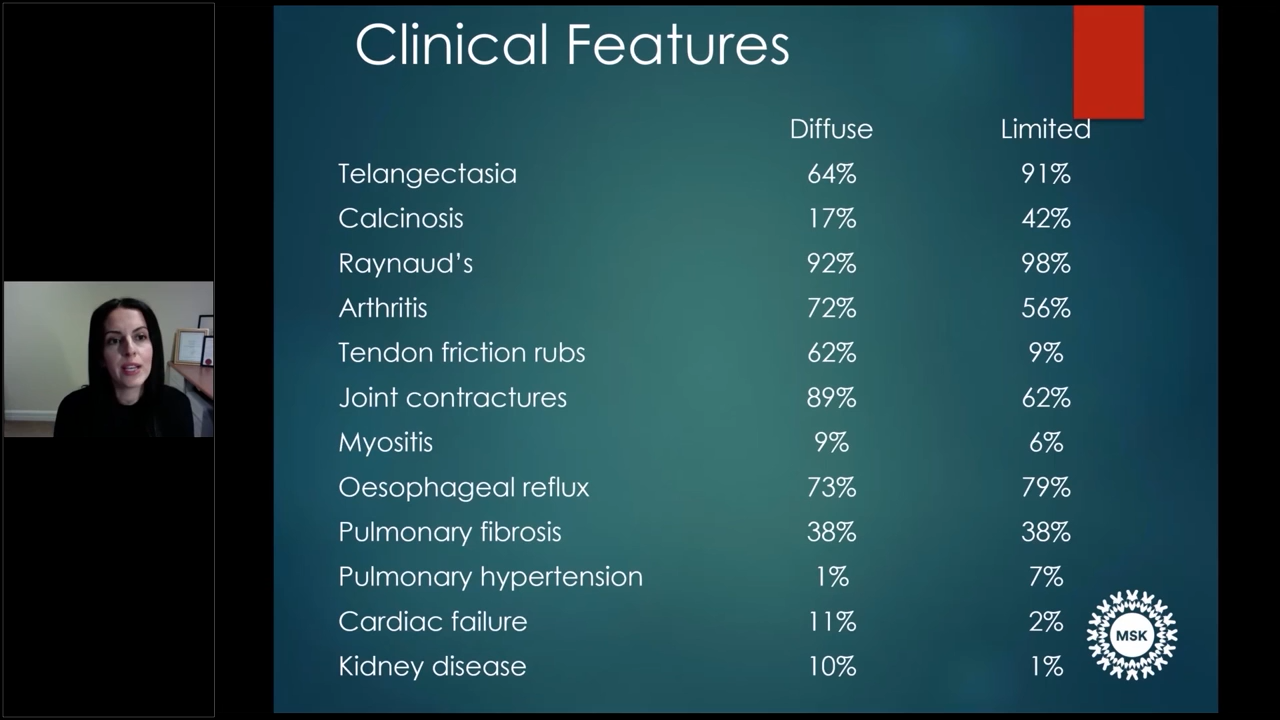 Clinical Features
Diffuse Limited
Telangectasia 64% 91%
Calcinosis 17% 42%
Raynaud’s 92% 98%
Arthritis 72% 56%
Tendon friction rubs 62% 9%
Joint contractures 89% 62%
Myositis 9% 6%
Oesophageal reflux 73% 79%
Pulmonary fibrosis 38% 38%
Pulmonary hypertension 1% 7%
Cardiac failure 11% 2%
Kidney disease 10% 1%
MSK